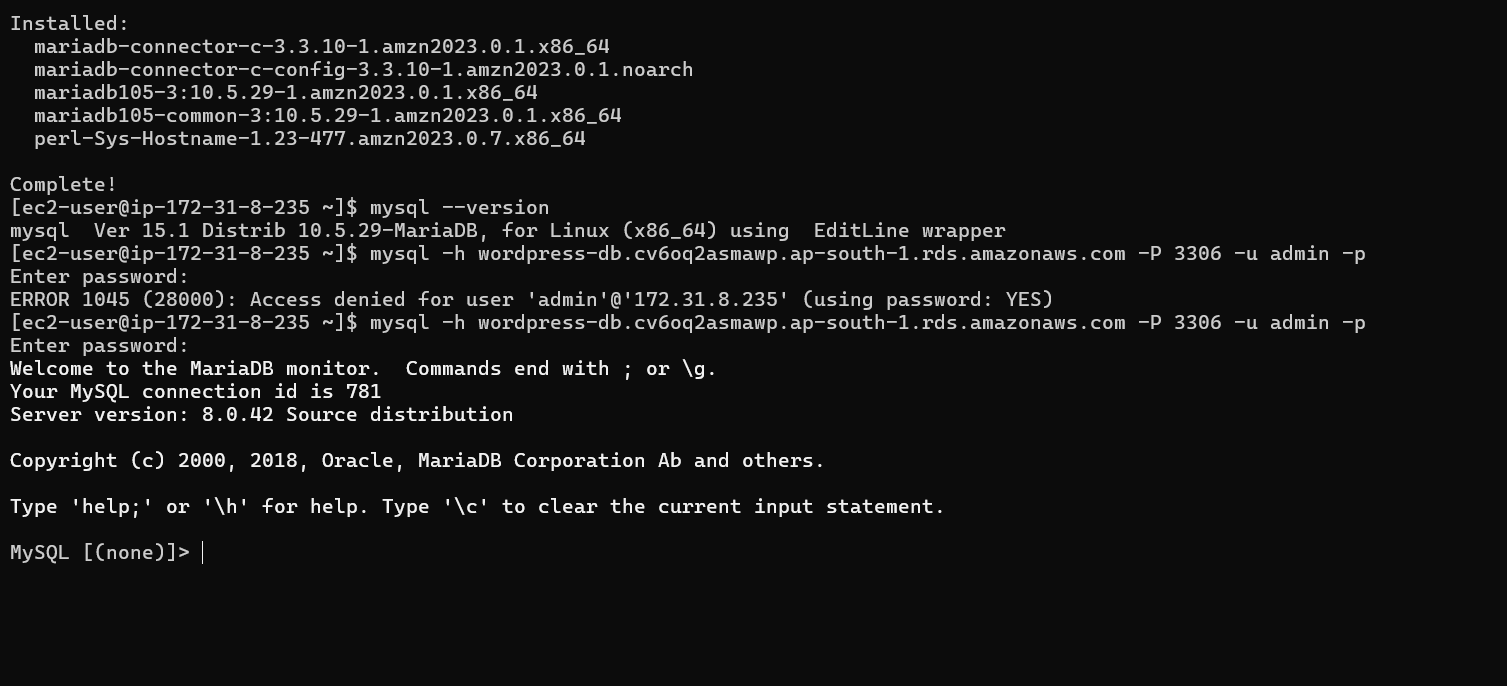 Installed:
  mariadb-connector-c-3.3.10-1.amzn2023.0.1.x86_64
  mariadb-connector-c-config-3.3.10-1.amzn2023.0.1.noarch
  mariadb105-3:10.5.29-1.amzn2023.0.1.x86_64
  mariadb105-common-3:10.5.29-1.amzn2023.0.1.x86_64
  perl-Sys-Hostname-1.23-477.amzn2023.0.7.x86_64

Complete!
[ec2-user@ip-172-31-8-235 ~]$ mysql --version
mysql  Ver 15.1 Distrib 10.5.29-MariaDB, for Linux (x86_64) using  EditLine wrapper
[ec2-user@ip-172-31-8-235 ~]$ mysql -h wordpress-db.cv6oq2asmawp.ap-south-1.rds.amazonaws.com -P 3306 -u admin -p
Enter password:
ERROR 1045 (28000): Access denied for user 'admin'@'172.31.8.235' (using password: YES)
[ec2-user@ip-172-31-8-235 ~]$ mysql -h wordpress-db.cv6oq2asmawp.ap-south-1.rds.amazonaws.com -P 3306 -u admin -p
Enter password:
Welcome to the MariaDB monitor.  Commands end with ; or \g.
Your MySQL connection id is 781
Server version: 8.0.42 Source distribution

Copyright (c) 2000, 2018, Oracle, MariaDB Corporation Ab and others.

Type 'help;' or '\h' for help. Type '\c' to clear the current input statement.

MySQL [(none)]>